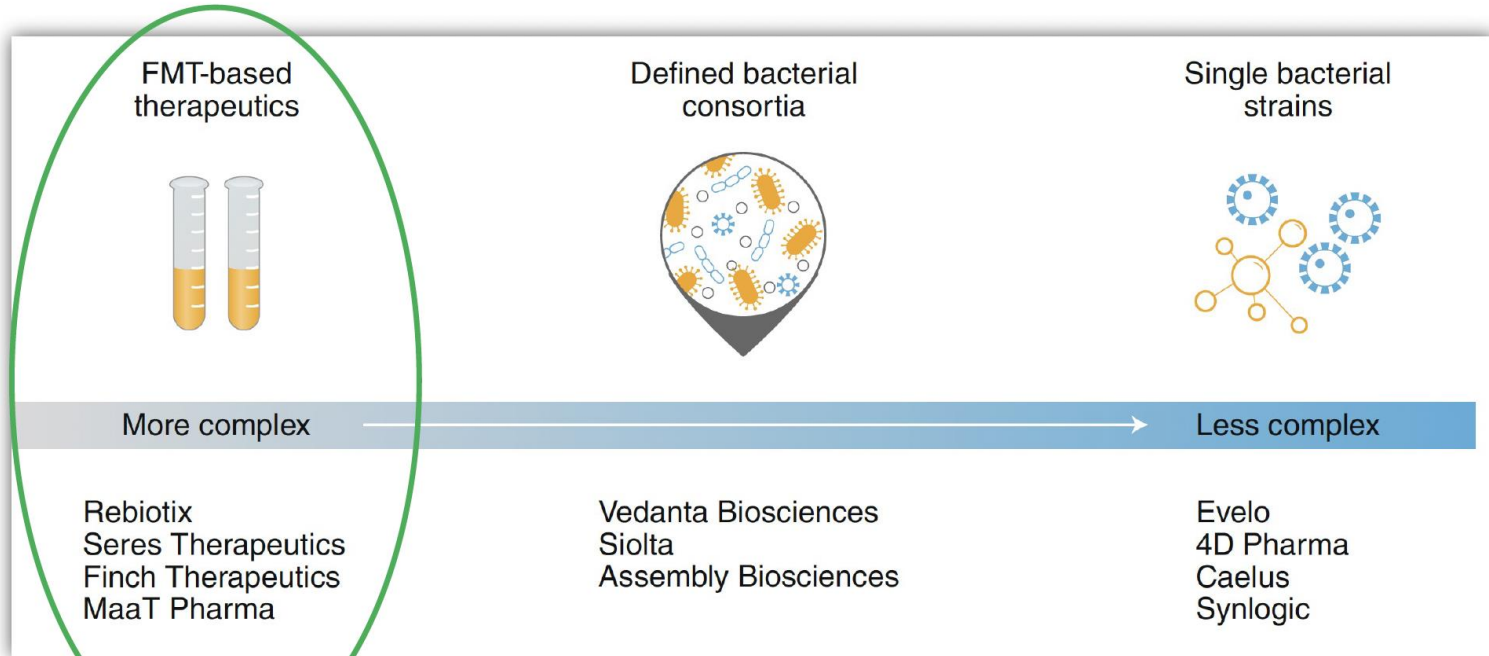 FMT-based
therapeutics
Defined bacterial
consortia
Single bacterial
strains
More complex
Less complex
Rebiotix
Seres Therapeutics
Finch Therapeutics
MaaT Pharma
Vedanta Biosciences
Siolta
Assembly Biosciences
Evelo
4D Pharma
Caelus
Synlogic